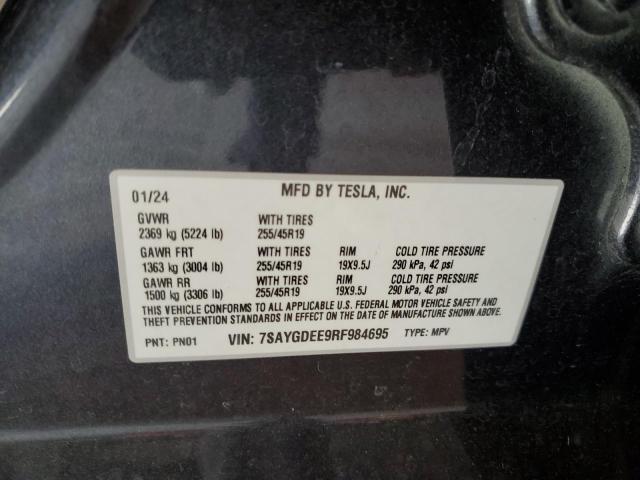 01/24 MFD BY TESLA, INC.
GVWR WITH TIRES
2369 kg (5224 lb) 255/45R19
GAWR FRT WITH TIRES RIM COLD TIRE PRESSURE
1363 kg (3004 lb) 255/45R19 19X9.5J 290 kPa, 42 psi
GAWR RR WITH TIRES RIM COLD TIRE PRESSURE
1500 kg (3306 lb) 255/45R19 19X9.5J 290 kPa, 42 psi
THIS VEHICLE CONFORMS TO ALL APPLICABLE U.S. FEDERAL MOTOR VEHICLE SAFETY AND
THEFT PREVENTION STANDARDS IN EFFECT ON THE DATE OF MANUFACTURE SHOWN ABOVE.
PNT: PN01 VIN: 7SAYGDEE9RF984695 TYPE: MPV